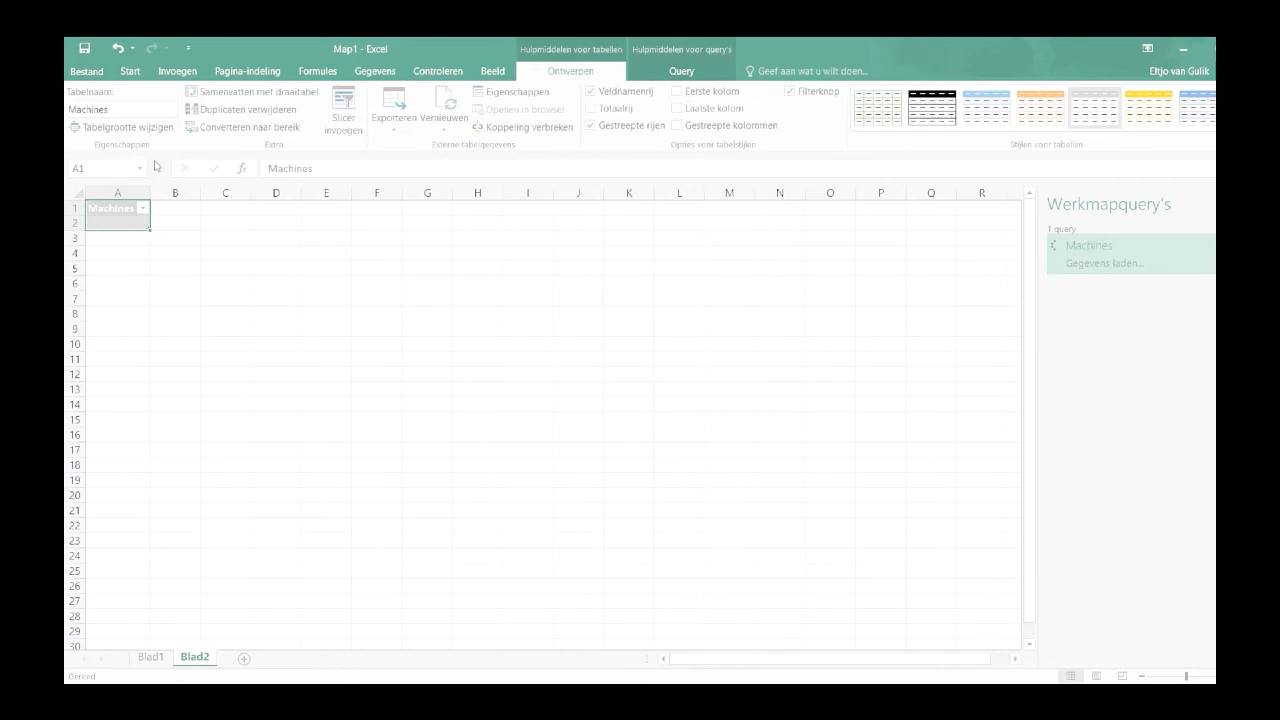 Map1 - Excel
Hulpmiddelen voor tabellen
Hulpmiddelen voor query's
Bestand Start Invoegen Pagina-indeling Formules Gegevens Controleren Beeld Ontwerpen Query Geef aan wat u wilt doen... Eltjo van Gulik
Tabelnaam:
Machines
Tabelgrootte wijzigen
Eigenschappen
Samenvatten met draaitabel
Duplicaten verwijderen
Converteren naar bereik
Extra
Slicer
invoegen
Exporteren
Vernieuwen
Eigenschappen
Openen in browser
Koppeling verbreken
Externe tabelgegevens
Veldnamenrij
Totaalrij
Gestreepte rijen
Eerste kolom
Laatste kolom
Gestreepte kolommen
Filterknop
Opties voor tabelstijlen
Stijlen voor tabellen
A1 fx Machines
A B C D E F G H I J K L M N O P Q R
1 Machines
2
3
4
5
6
7
8
9
10
11
12
13
14
15
16
17
18
19
20
21
22
23
24
25
26
27
28
29
30
Werkmapquery's
1 query
Machines
Gegevens laden...
Blad1 Blad2
Gereed